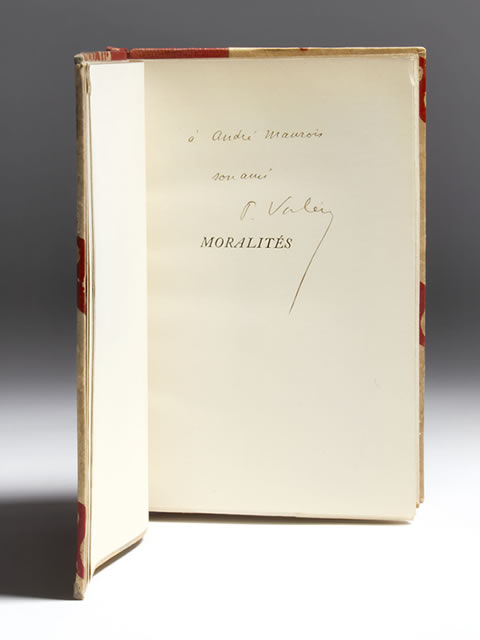 à André Maurois
son ami
P. Valéry
MORALITÉS